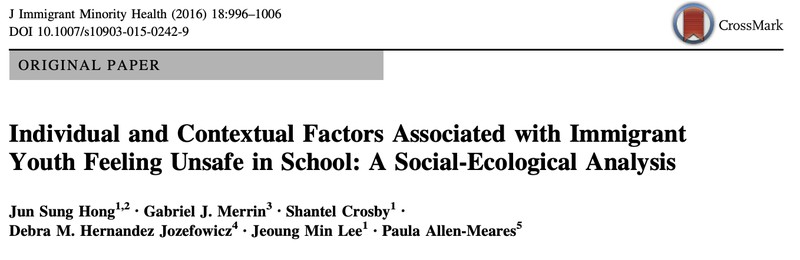 J Immigrant Minority Health (2016) 18:996–1006
DOI 10.1007/s10903-015-0242-9
CrossMark
ORIGINAL PAPER
Individual and Contextual Factors Associated with Immigrant
Youth Feeling Unsafe in School: A Social-Ecological Analysis
Jun Sung Hong1,2 · Gabriel J. Merrin3 · Shantel Crosby1 ·
Debra M. Hernandez Jozefowicz4 · Jeoung Min Lee1 · Paula Allen-Meares5